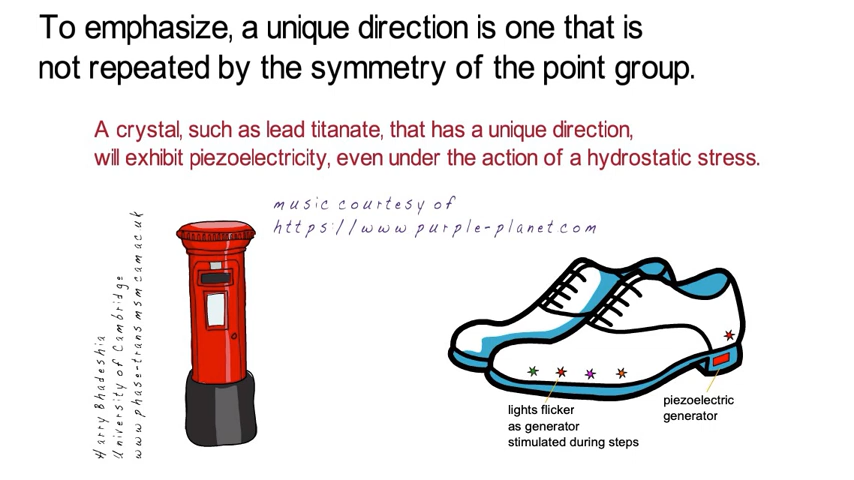 To emphasize, a unique direction is one that is
not repeated by the symmetry of the point group.
A crystal, such as lead titanate, that has a unique direction,
will exhibit piezoelectricity, even under the action of a hydrostatic stress.
music courtesy of
https://www.purple-planet.com
Harry Bhadeshia
University of Cambridge
www.phase-trans.msm.cam.ac.uk
lights flicker
as generator
stimulated during steps
piezoelectric
generator